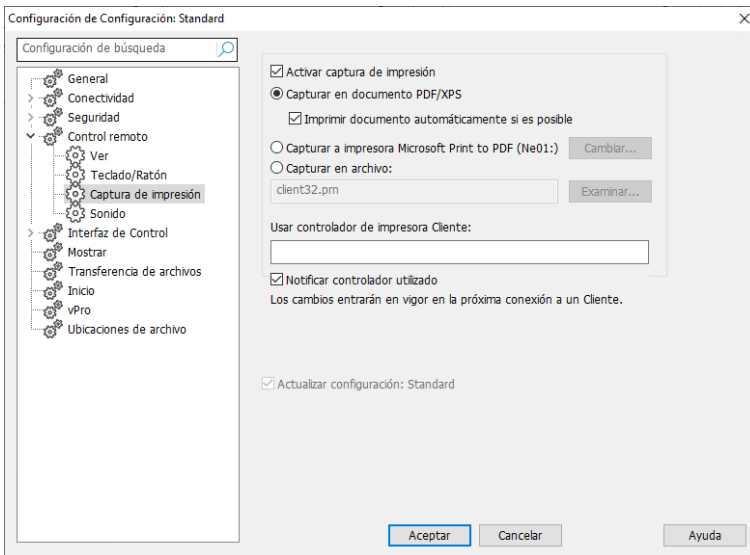 Configuración de Configuración: Standard
Configuración de búsqueda
General
Conectividad
Seguridad
Control remoto
Ver
Teclado/Ratón
Captura de impresión
Sonido
Interfaz de Control
Mostrar
Transferencia de archivos
Inicio
vPro
Ubicaciones de archivo
Activar captura de impresión
Capturar en documento PDF/XPS
Imprimir documento automáticamente si es posible
Capturar a impresora Microsoft Print to PDF (Ne01:)
Cambiar...
Capturar en archivo:
client32.prn
Examinar...
Usar controlador de impresora Cliente:
Notificar controlador utilizado
Los cambios entrarán en vigor en la próxima conexión a un Cliente.
Actualizar configuración: Standard
Aceptar
Cancelar
Ayuda